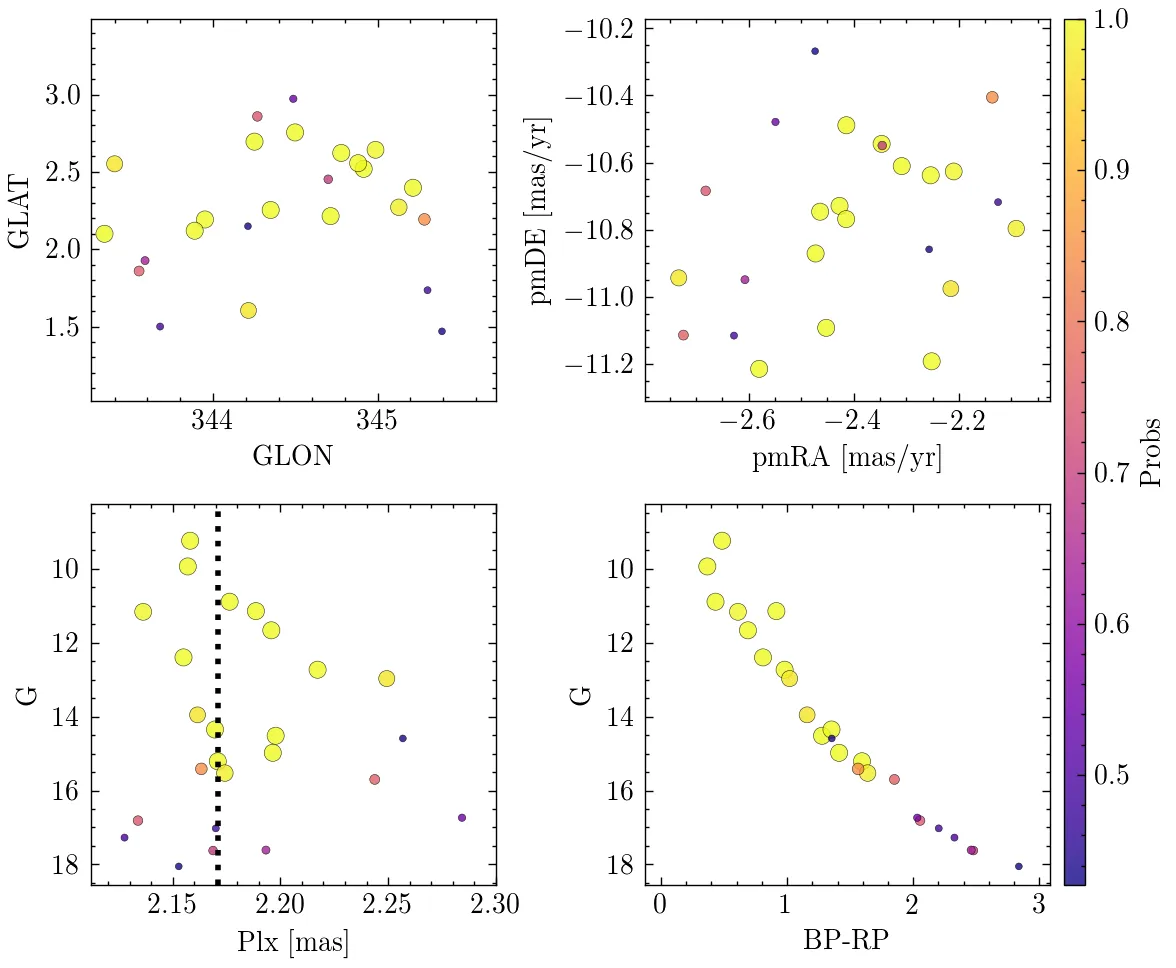 3.0
2.5
2.0
1.5
GLAT
344 345
GLON
−10.2
−10.4
−10.6
−10.8
−11.0
−11.2
pmDE [mas/yr]
−2.6 −2.4 −2.2
pmRA [mas/yr]
1.0
0.9
0.8
0.7
0.6
0.5
Probs
10
12
14
16
18
G
2.15 2.20 2.25 2.30
Plx [mas]
10
12
14
16
18
G
0 1 2 3
BP-RP